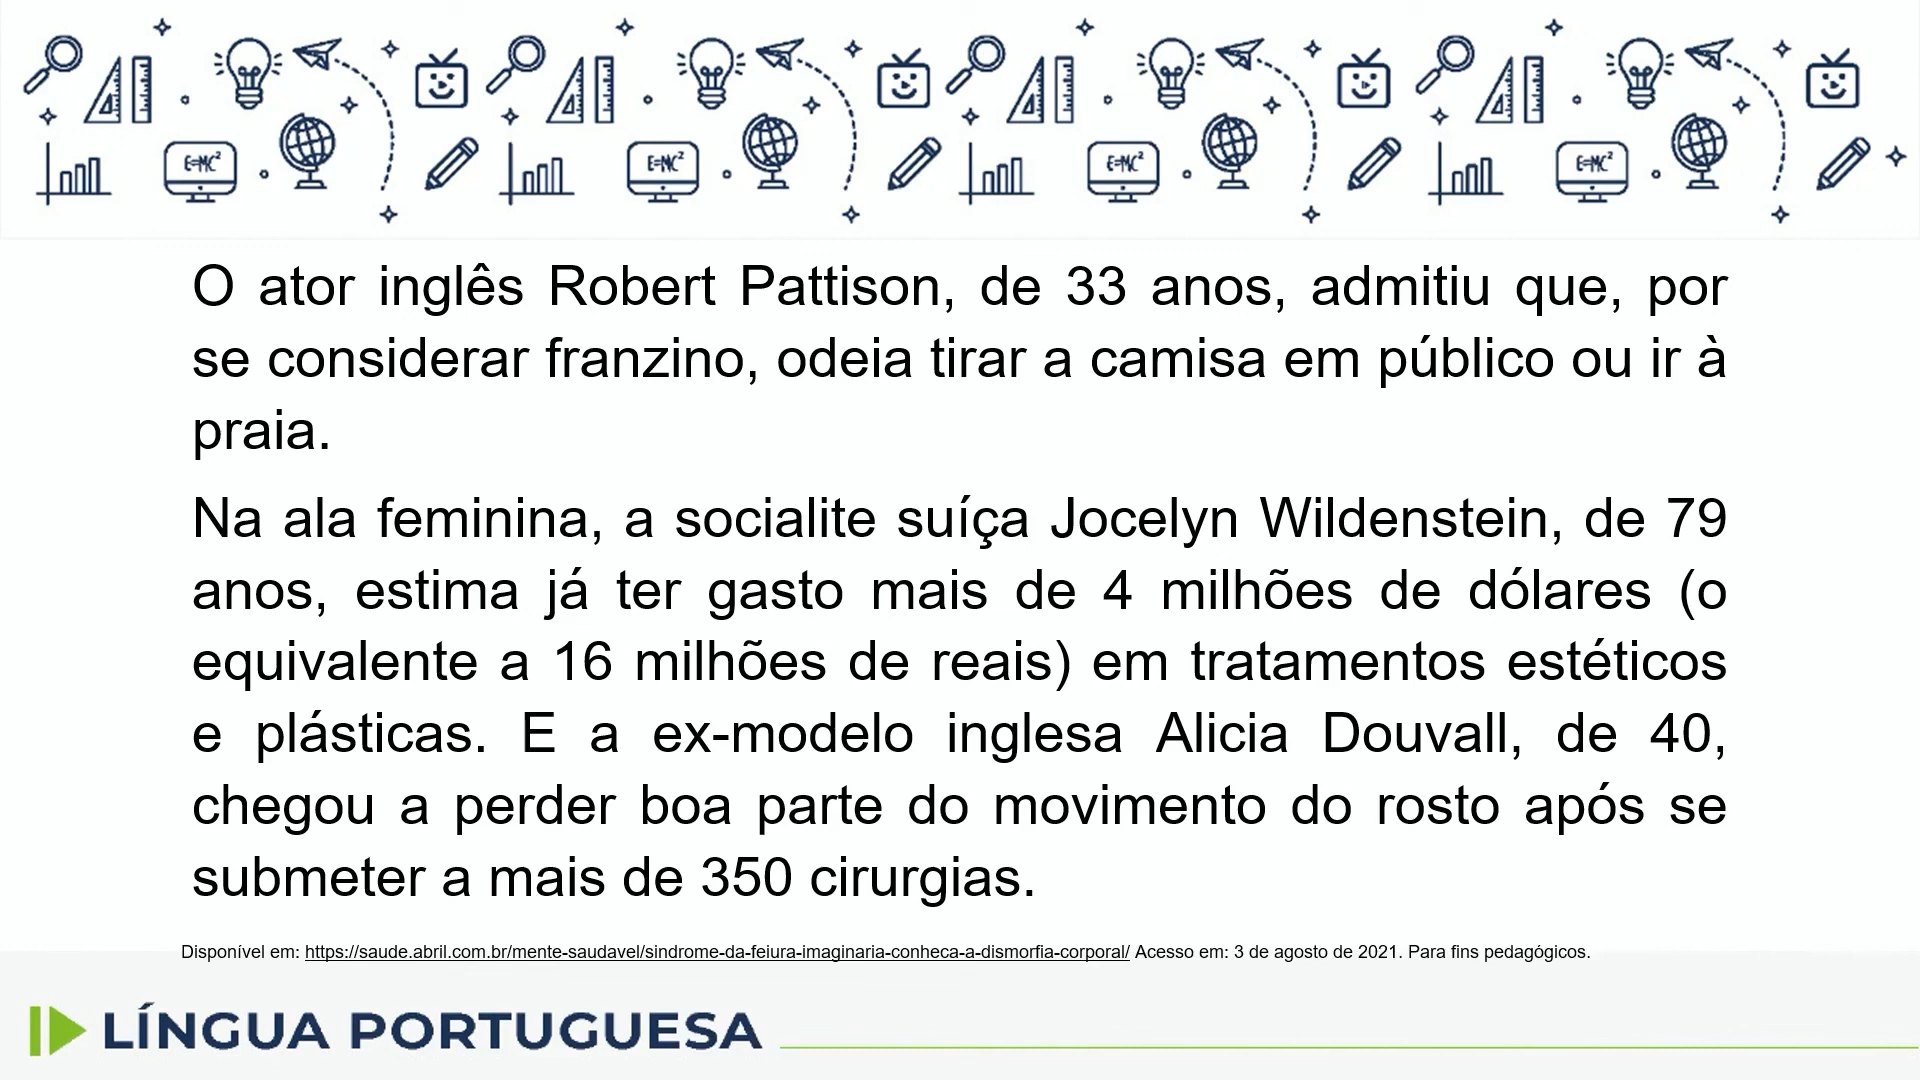 E=MC² E=MC² E=MC² E=MC²
O ator inglês Robert Pattison, de 33 anos, admitiu que, por
se considerar franzino, odeia tirar a camisa em público ou ir à
praia.
Na ala feminina, a socialite suíça Jocelyn Wildenstein, de 79
anos, estima já ter gasto mais de 4 milhões de dólares (o
equivalente a 16 milhões de reais) em tratamentos estéticos
e plásticas. E a ex-modelo inglesa Alicia Douvall, de 40,
chegou a perder boa parte do movimento do rosto após se
submeter a mais de 350 cirurgias.
Disponível em: https://saude.abril.com.br/mente-saudavel/sindrome-da-feiura-imaginaria-conheca-a-dismorfia-corporal/ Acesso em: 3 de agosto de 2021. Para fins pedagógicos.
LÍNGUA PORTUGUESA